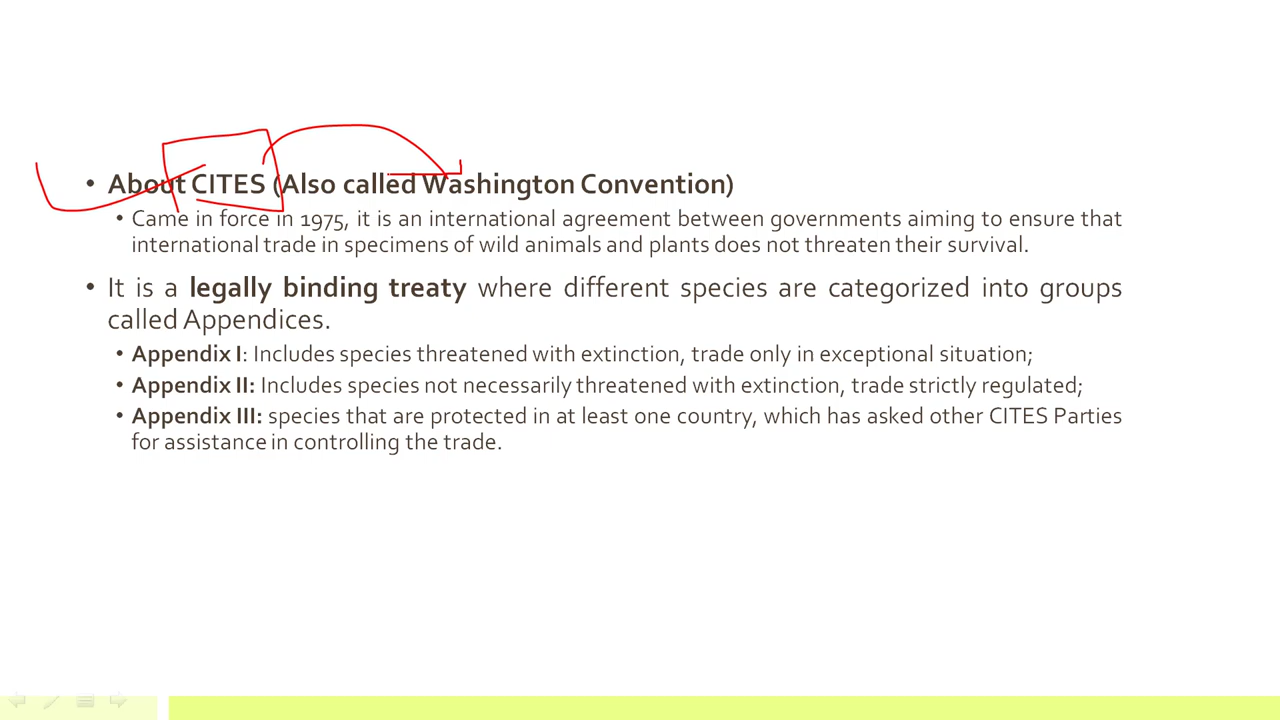 • About CITES (Also called Washington Convention)
• Came in force in 1975, it is an international agreement between governments aiming to ensure that
international trade in specimens of wild animals and plants does not threaten their survival.
• It is a legally binding treaty where different species are categorized into groups
called Appendices.
• Appendix I: Includes species threatened with extinction, trade only in exceptional situation;
• Appendix II: Includes species not necessarily threatened with extinction, trade strictly regulated;
• Appendix III: species that are protected in at least one country, which has asked other CITES Parties
for assistance in controlling the trade.